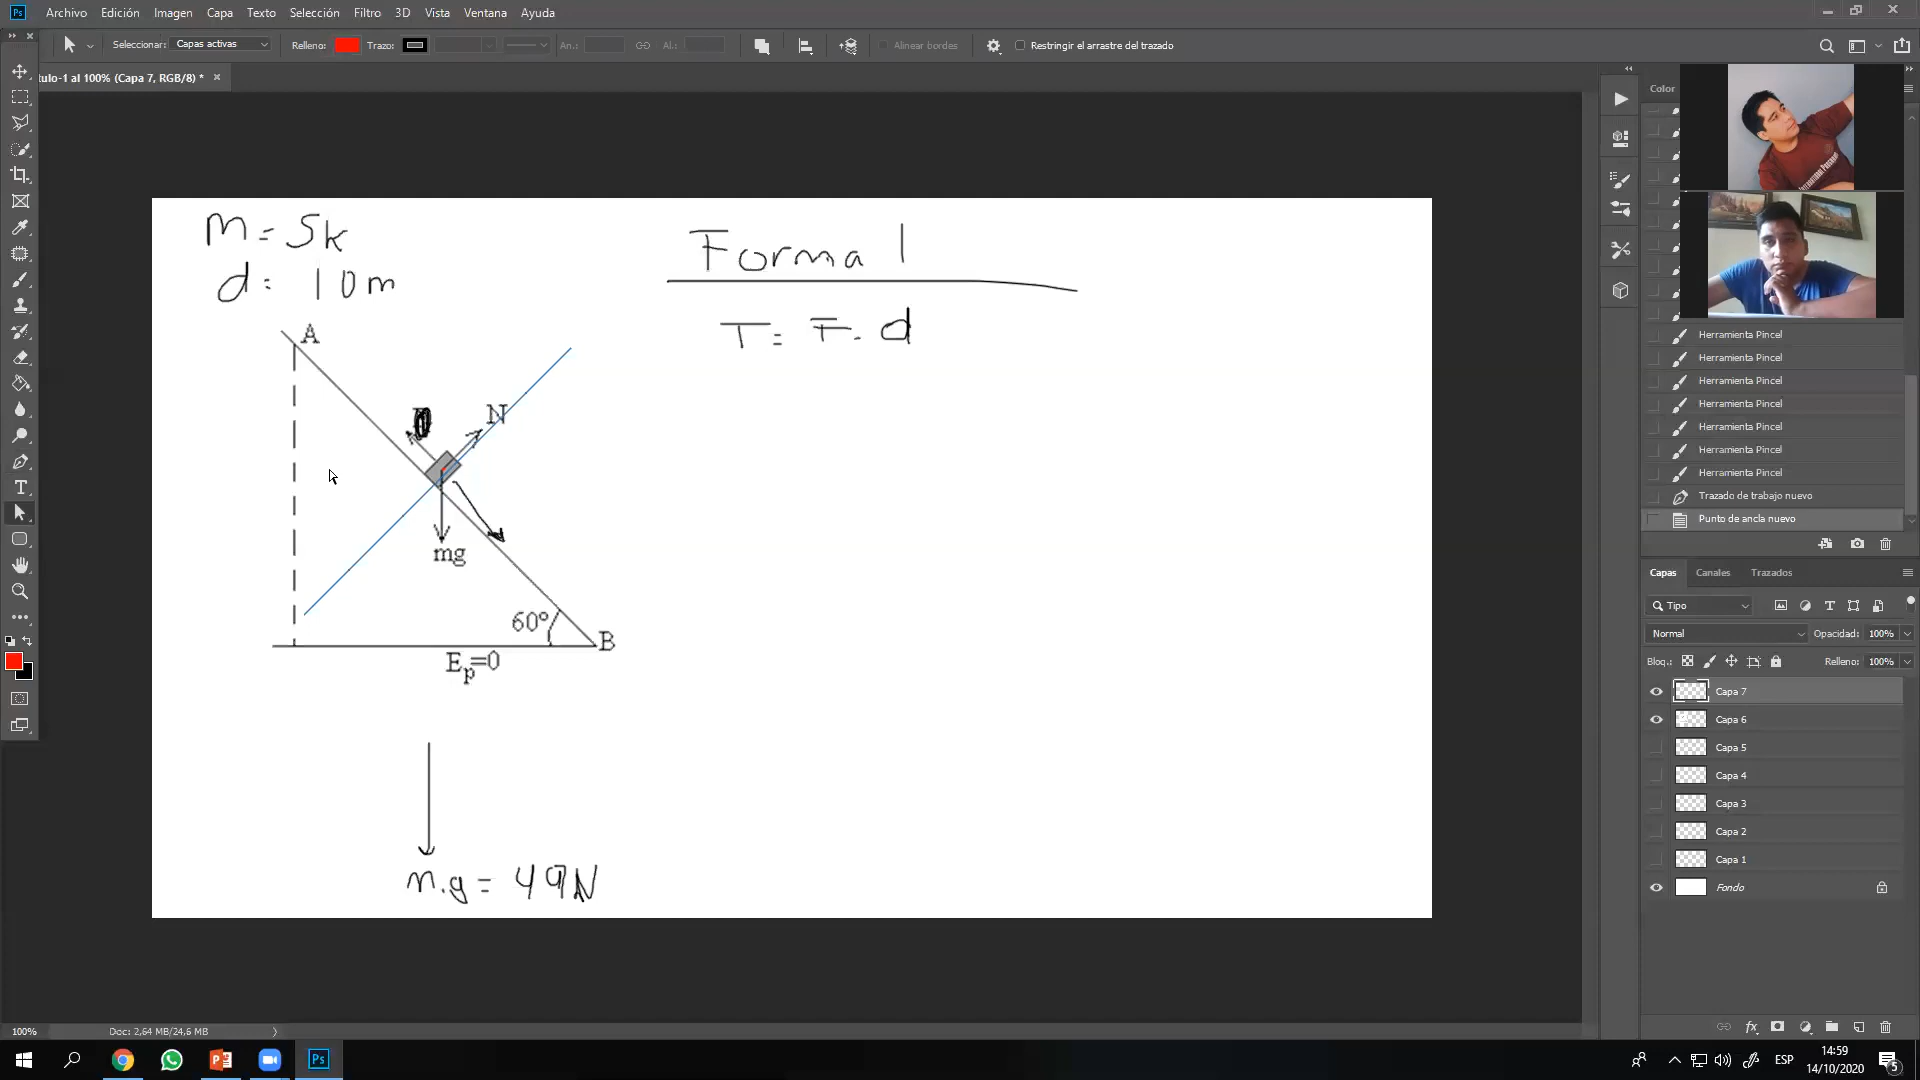 Ps Archivo Edición Imagen Capa Texto Selección Filtro 3D Vista Ventana Ayuda
Seleccionar: Capas activas Relleno: Trazo: An.: Al.: Alinear bordes Restringir el arrastre del trazado
tulo-1 al 100% (Capa 7, RGB/8) *
Color
M = 5k
d: 10m
Forma 1
T = F. d
A
N
mg
60°
B
Ep=0
m.g = 49N
Herramienta Pincel
Herramienta Pincel
Herramienta Pincel
Herramienta Pincel
Herramienta Pincel
Herramienta Pincel
Herramienta Pincel
Trazado de trabajo nuevo
Punto de ancla nuevo
Capas Canales Trazados
Tipo
Normal Opacidad: 100%
Bloq.: Relleno: 100%
Capa 7
Capa 6
Capa 5
Capa 4
Capa 3
Capa 2
Capa 1
Fondo
100% Doc: 2,64 MB/24,6 MB
ESP
14:59
14/10/2020
5